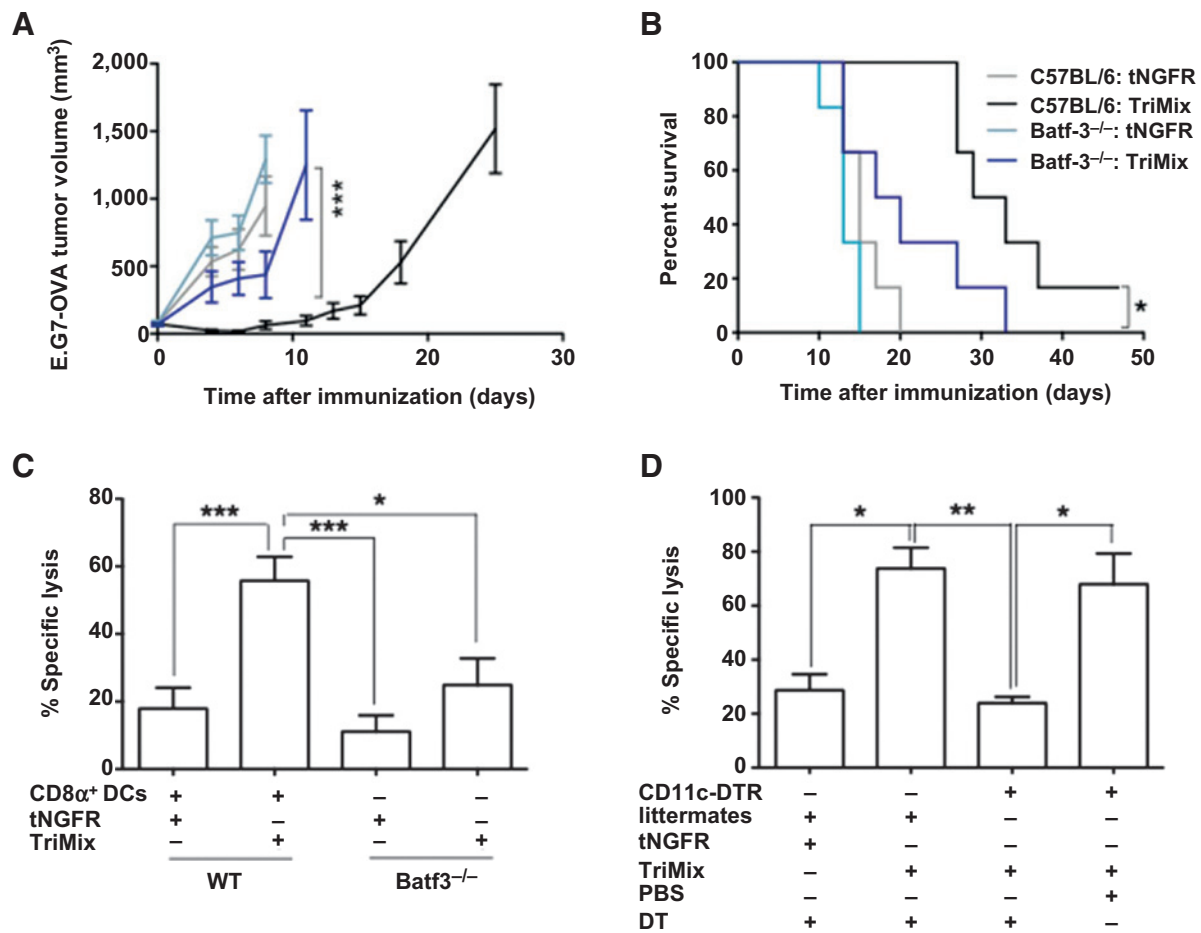 A
E.G7-OVA tumor volume (mm³)
2,000
1,500
1,000
500
0
***
0 10 20 30
Time after immunization (days)
B
Percent survival
100
80
60
40
20
0
C57BL/6: tNGFR
C57BL/6: TriMix
Batf-3–/–: tNGFR
Batf-3–/–: TriMix
*
0 10 20 30 40 50
Time after immunization (days)
C
% Specific lysis
80
60
40
20
0
*** *** *
CD8α+ DCs + + – –
tNGFR + – + –
TriMix – + – +
WT Batf3–/–
D
% Specific lysis
100
80
60
40
20
0
* ** *
CD11c-DTR – – + +
littermates + + – –
tNGFR + – – –
TriMix – + + +
PBS – – – +
DT + + + –